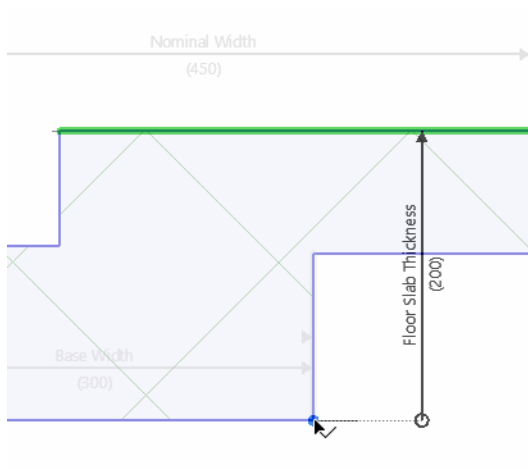 Nominal Width
(450)
Floor Slab Thickness
(200)
Base Width
(300)